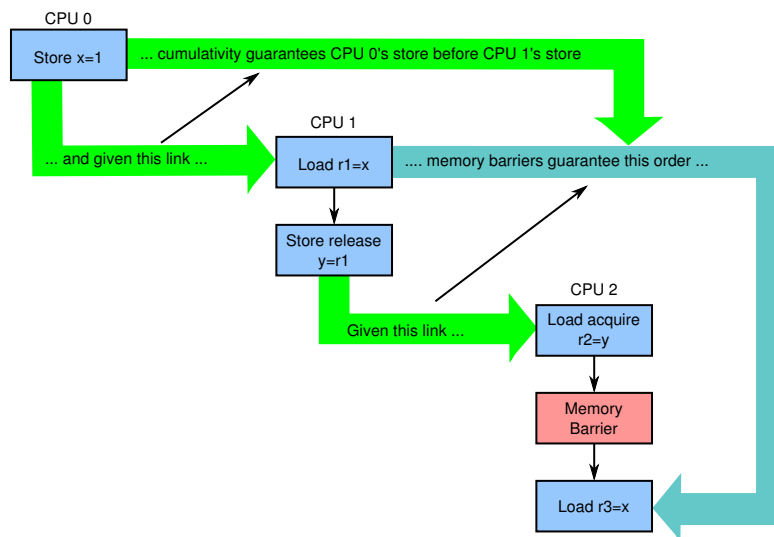 CPU 0
Store x=1
... cumulativity guarantees CPU 0's store before CPU 1's store
CPU 1
... and given this link ...
Load r1=x
.... memory barriers guarantee this order ...
Store release
y=r1
CPU 2
Given this link ...
Load acquire
r2=y
Memory
Barrier
Load r3=x